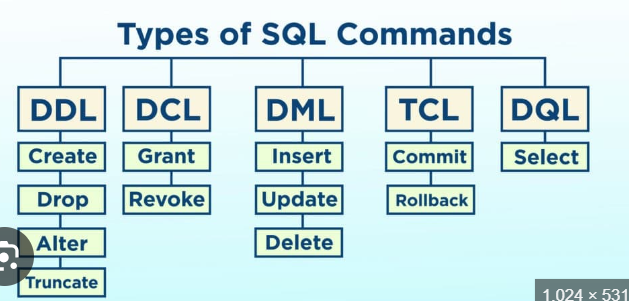 Types of SQL Commands
DDL DCL DML TCL DQL
Create Grant Insert Commit Select
Drop Revoke Update Rollback
Alter Delete
Truncate
1,024 × 531